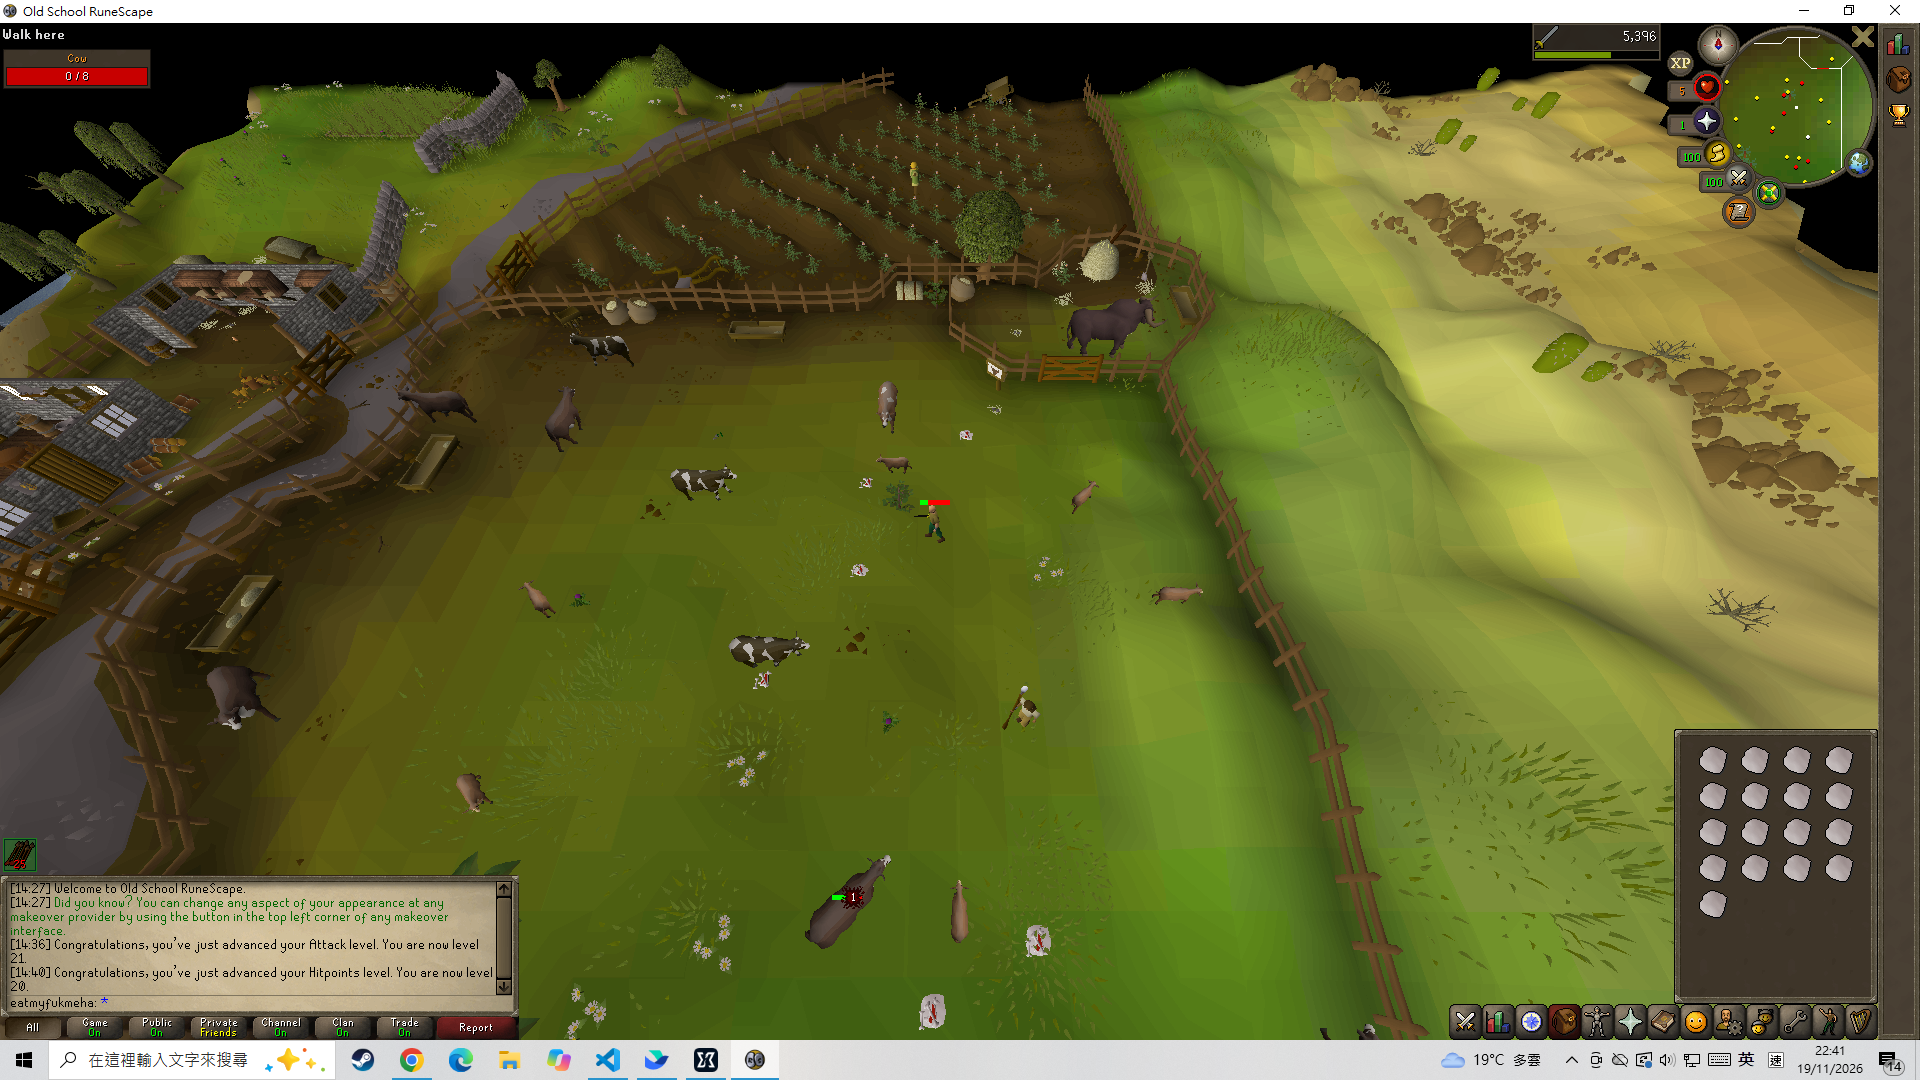 Old School RuneScape
Walk here
Cow
0 / 8
5,396
N
XP
5
1
100
100
1
25
[14:27] Welcome to Old School RuneScape.
[14:27] Did you know? You can change any aspect of your appearance at any
makeover provider by using the button in the top left corner of any makeover
interface.
[14:36] Congratulations, you've just advanced your Attack level. You are now level
21.
[14:40] Congratulations, you've just advanced your Hitpoints level. You are now level
20.
eatmyfukmeha: *
All
Game
On
Public
On
Private
Friends
Channel
On
Clan
On
Trade
On
Report
在這裡輸入文字來搜尋
19°C 多雲
英
速
22:41
19/11/2026
14